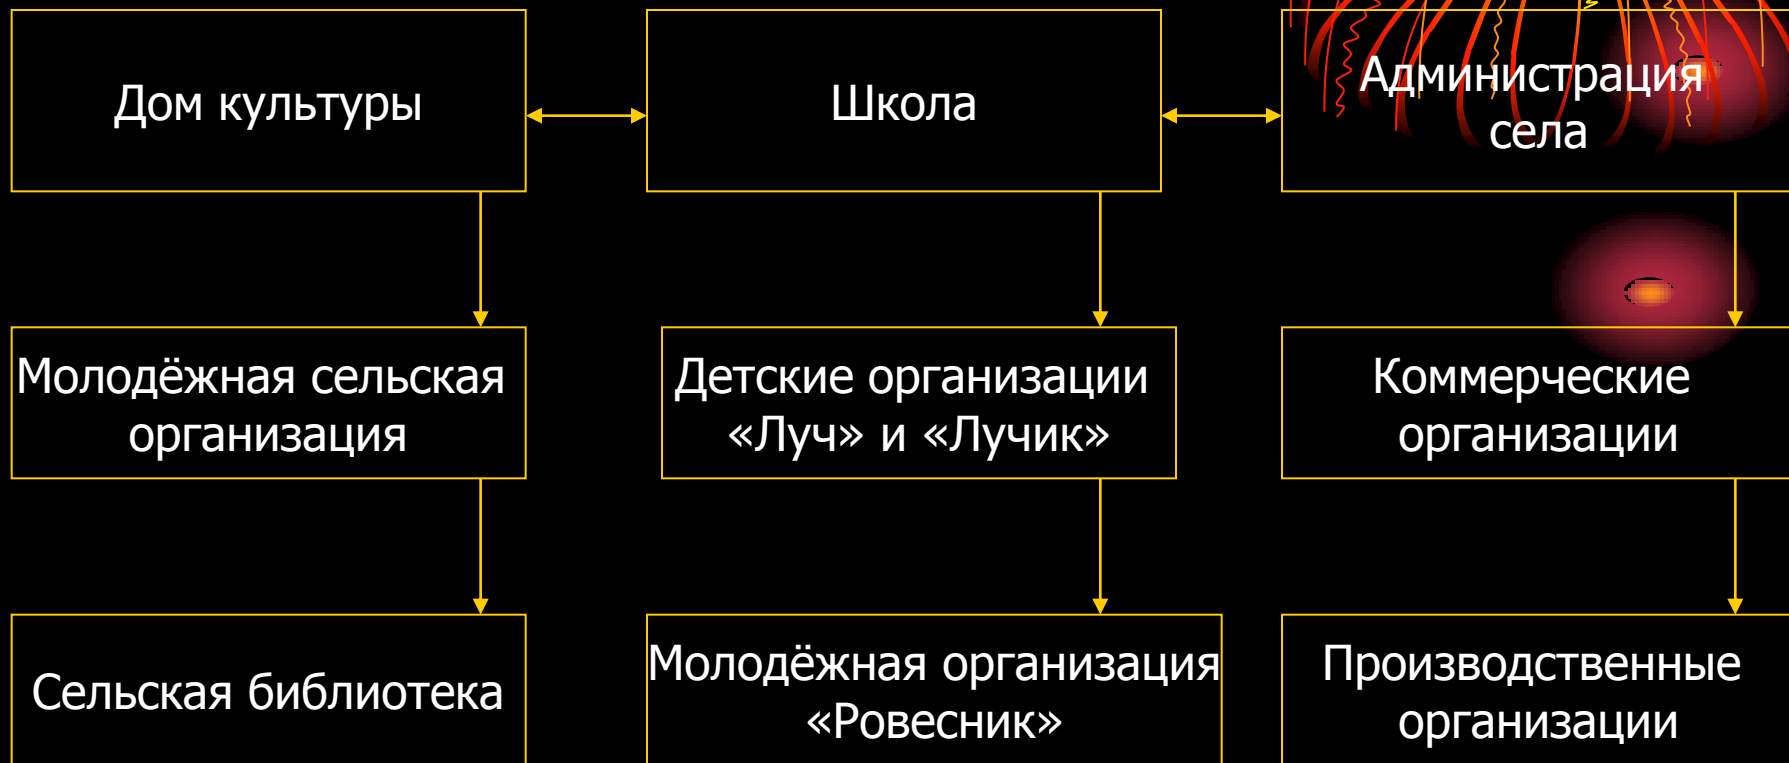 Дом культуры
Школа
Администрация
села
Молодёжная сельская
организация
Детские организации
«Луч» и «Лучик»
Коммерческие
организации
Сельская библиотека
Молодёжная организация
«Ровесник»
Производственные
организации